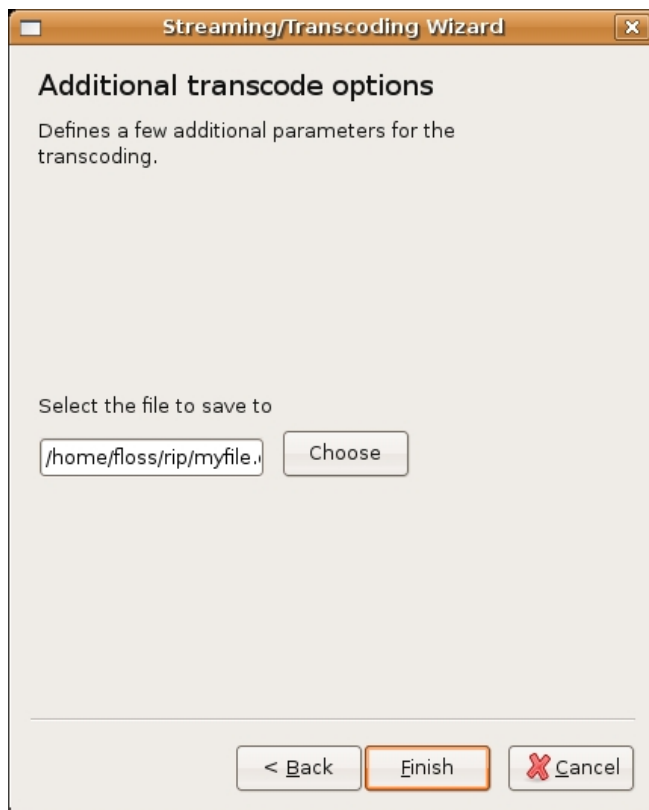 Streaming/Transcoding Wizard
Additional transcode options
Defines a few additional parameters for the
transcoding.
Select the file to save to
/home/floss/rip/myfile.
Choose
< Back
Finish
Cancel